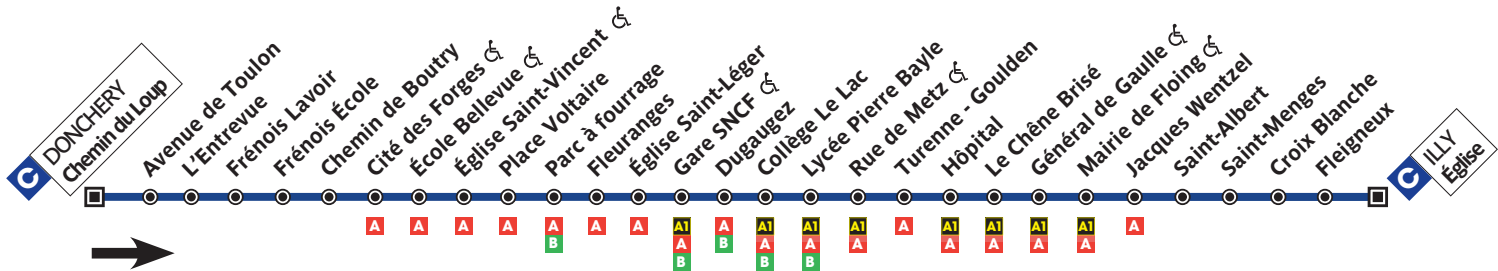 C
DONCHERY
Chemin du Loup
Avenue de Toulon
L'Entrevue
Frénois Lavoir
Frénois École
Chemin de Boutry
Cité des Forges
École Bellevue
Église Saint-Vincent
Place Voltaire
Parc à fourrage
Fleuranges
Église Saint-Léger
Gare SNCF
Dugaugez
Collège Le Lac
Lycée Pierre Bayle
Rue de Metz
Turenne - Goulden
Hôpital
Le Chêne Brisé
Général de Gaulle
Mairie de Floing
Jacques Wentzel
Saint-Albert
Saint-Menges
Croix Blanche
Fleigneux
C
ILLY
Église
A A A A A A A A1 A A1 A1 A1 A A1 A1 A1 A1 A
B A B A A A A A A A
B B B